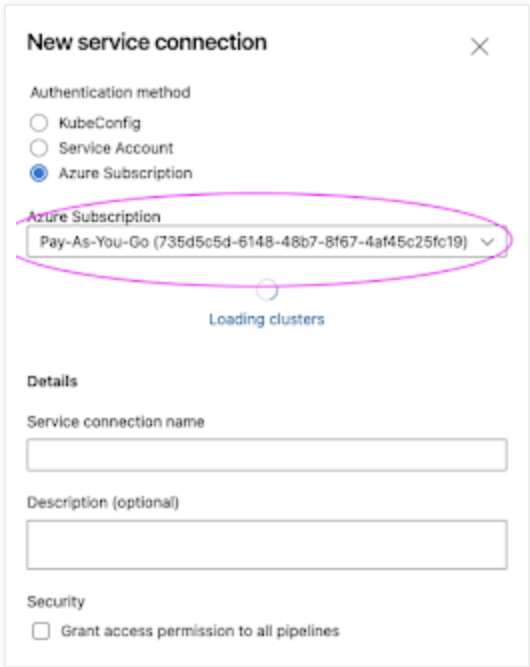 New service connection
Authentication method
KubeConfig
Service Account
Azure Subscription
Azure Subscription
Pay-As-You-Go (735d5c5d-6148-48b7-8f67-4af45c25fc19)
Loading clusters
Details
Service connection name
Description (optional)
Security
Grant access permission to all pipelines